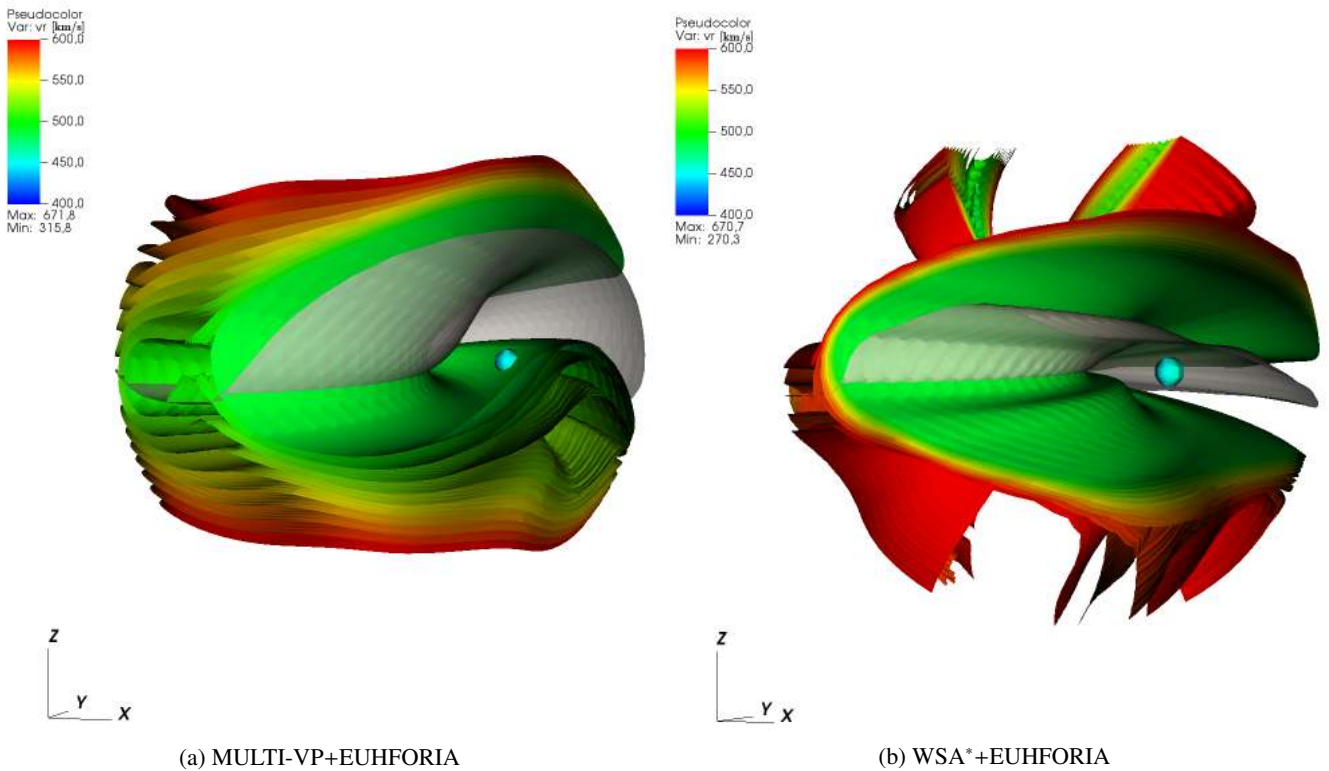 Pseudocolor
Var: vr [km/s]
600,0
550,0
500,0
450,0
400,0
Max: 671,8
Min: 315,8
Z
Y
X
(a) MULTI-VP+EUHFORIA
Pseudocolor
Var: vr [km/s]
600,0
550,0
500,0
450,0
400,0
Max: 670,7
Min: 270,3
Z
Y
X
(b) WSA*+EUHFORIA